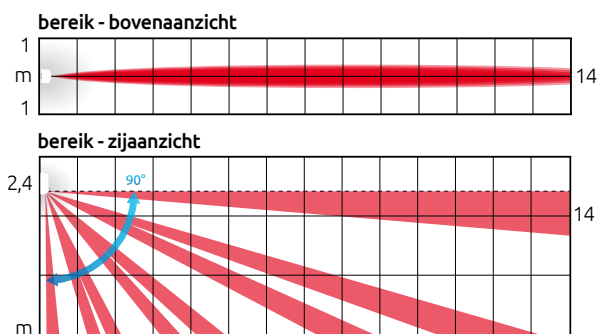 bereik - bovenaanzicht
1
m
14
1
bereik - zijaanzicht
2,4
90°
14
m